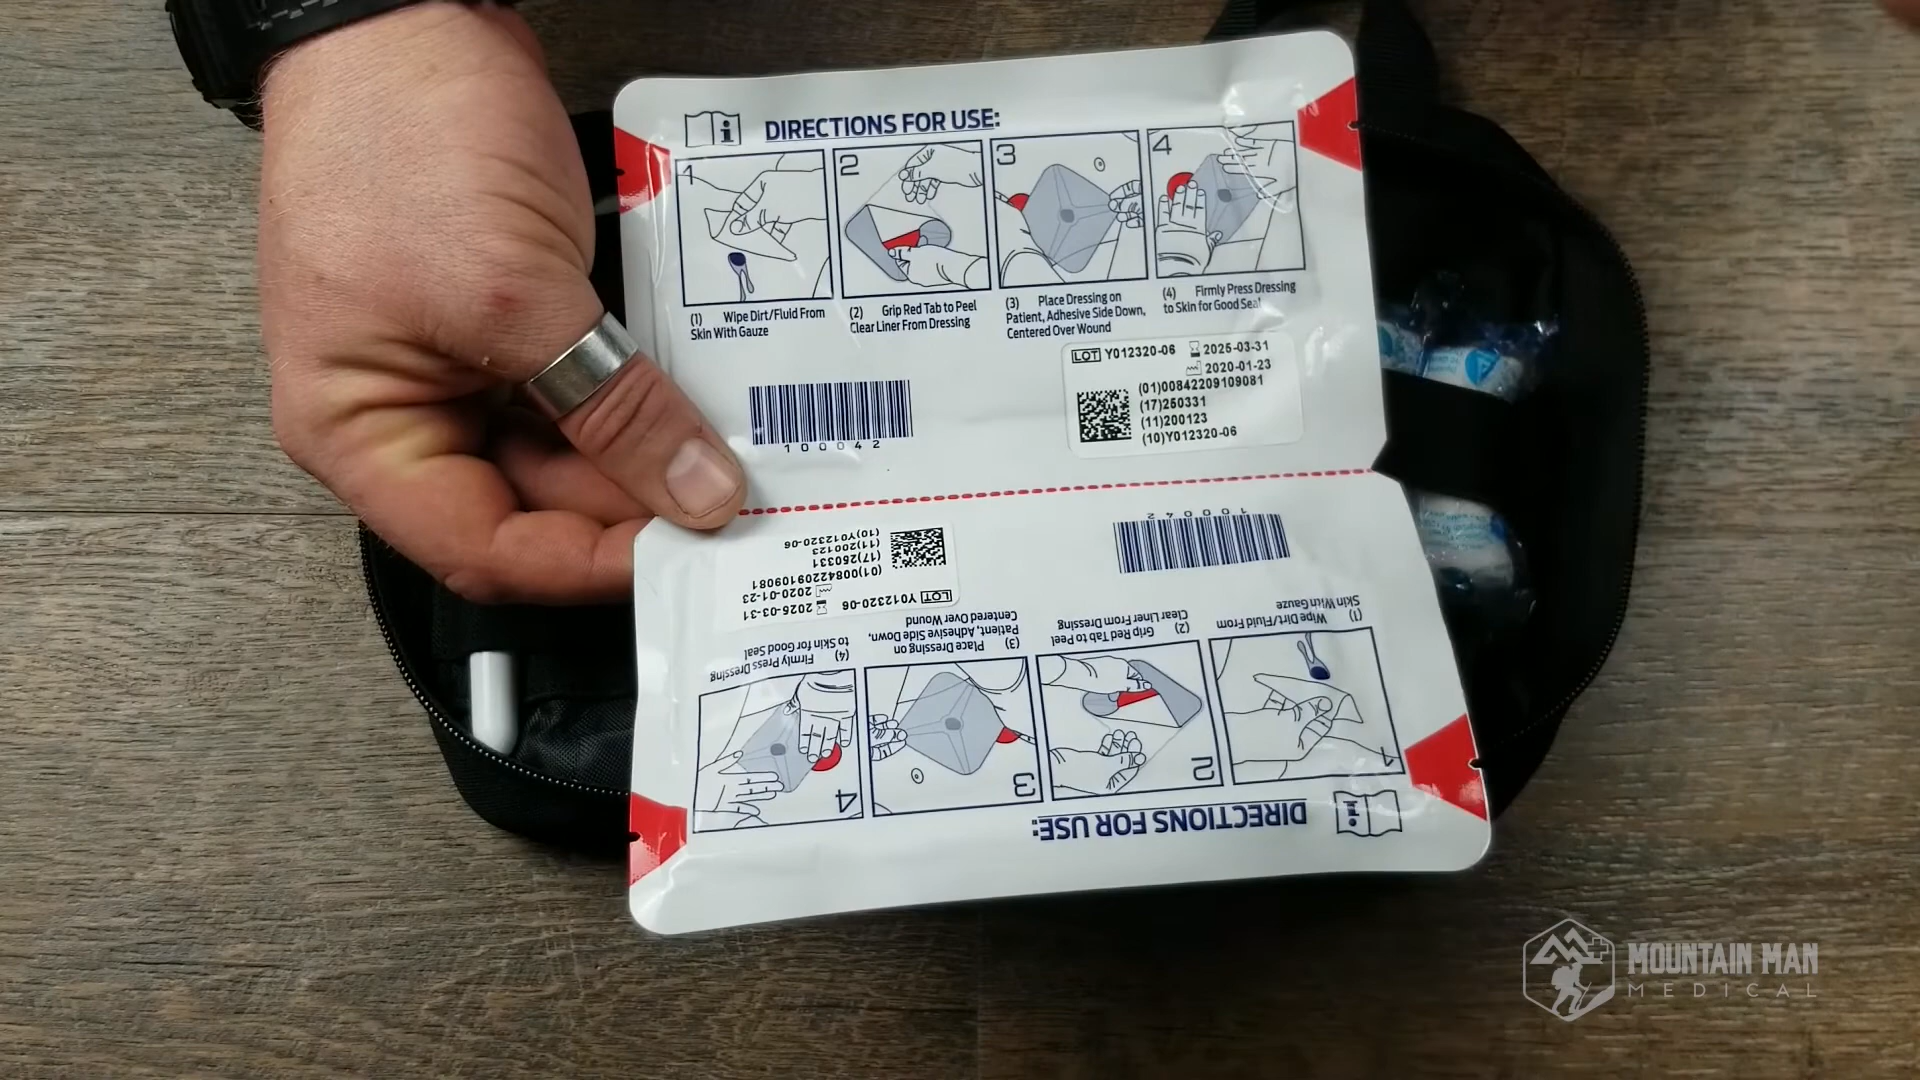 DIRECTIONS FOR USE:
1
2
3
4
(1) Wipe Dirt/Fluid From
Skin With Gauze
(2) Grip Red Tab to Peel
Clear Liner From Dressing
(3) Place Dressing on
Patient, Adhesive Side Down,
Centered Over Wound
(4) Firmly Press Dressing
to Skin for Good Seal
LOT Y012320-06 2025-03-31
2020-01-23
(01)00842209109081
(17)250331
(11)200123
(10)Y012320-06
100042
DIRECTIONS FOR USE:
1
2
3
4
(1) Wipe Dirt/Fluid From
Skin With Gauze
(2) Grip Red Tab to Peel
Clear Liner From Dressing
(3) Place Dressing on
Patient, Adhesive Side Down,
Centered Over Wound
(4) Firmly Press Dressing
to Skin for Good Seal
LOT Y012320-06 2025-03-31
2020-01-23
(01)00842209109081
(17)250331
(11)200123
(10)Y012320-06
100042
MOUNTAIN MAN
MEDICAL